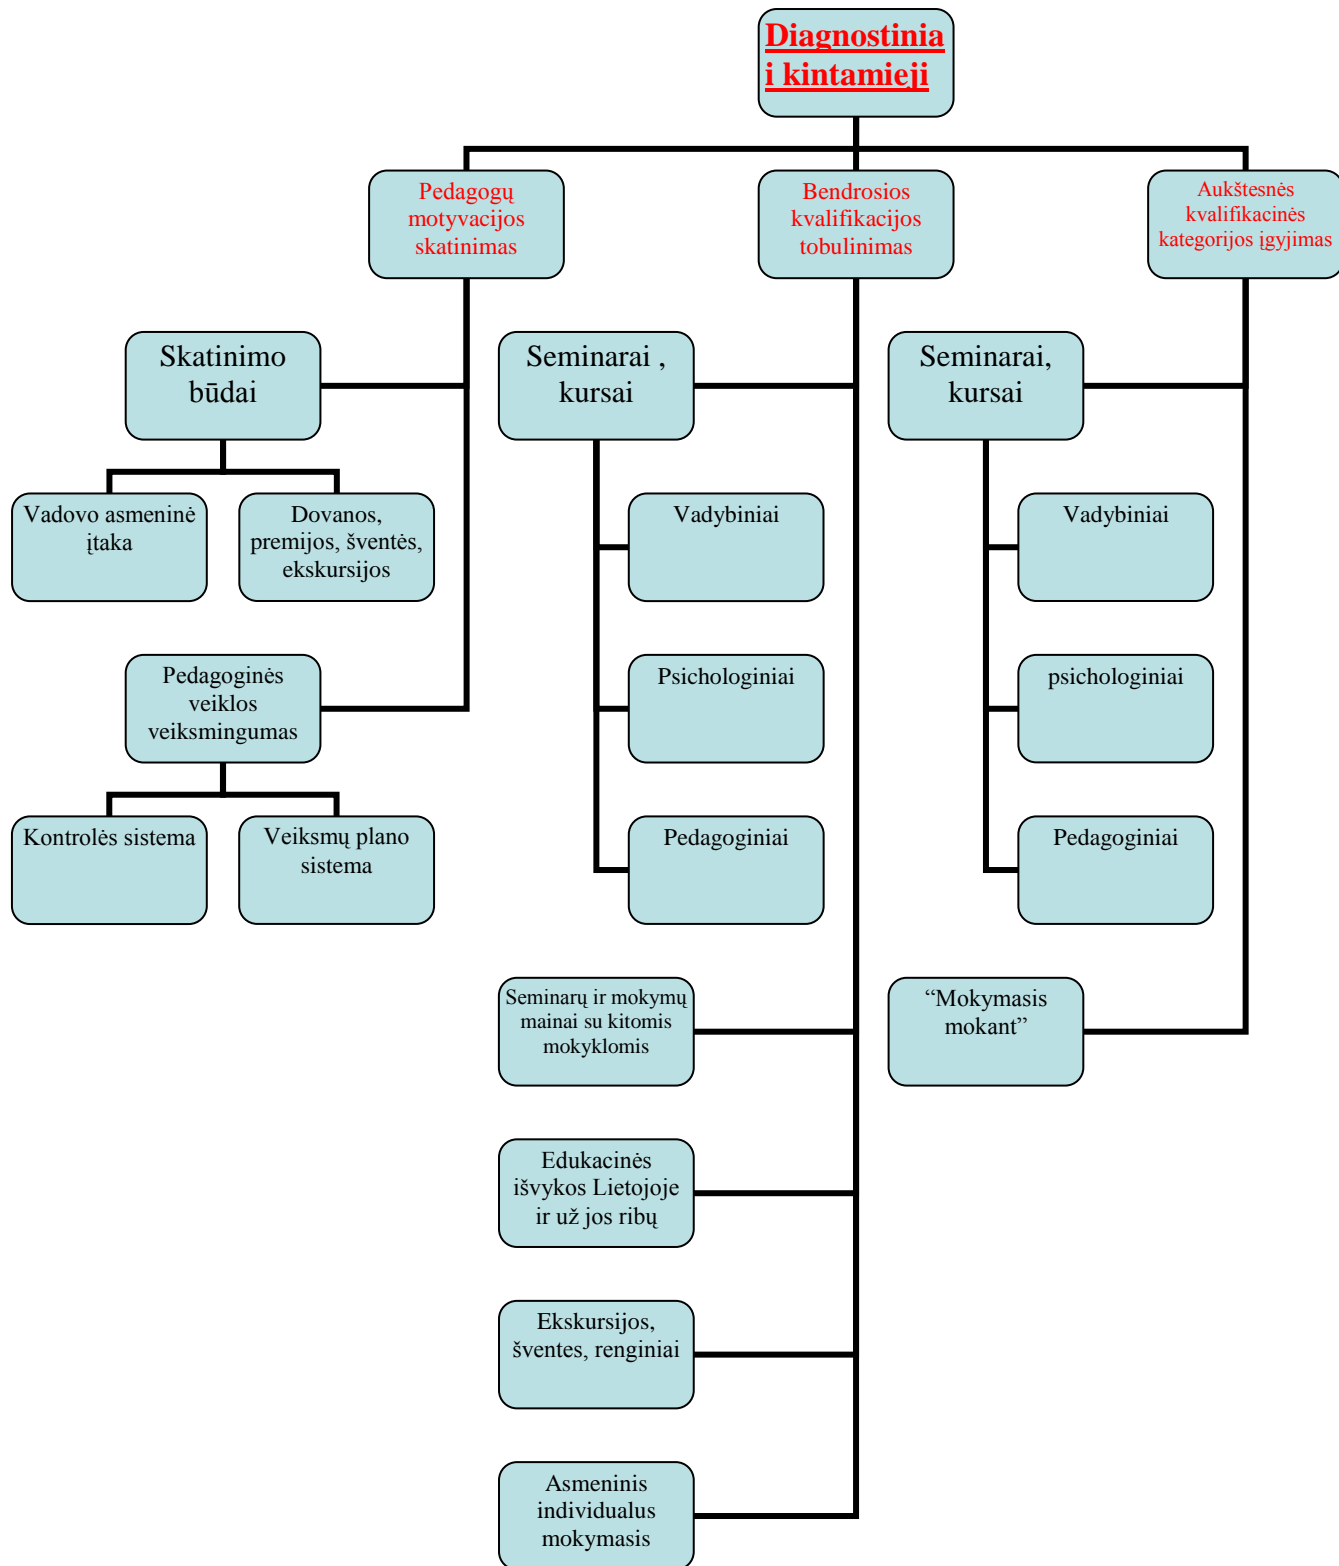 Diagnostinia
i kintamieji
Pedagogų
motyvacijos
skatinimas
Bendrosios
kvalifikacijos
tobulinimas
Aukštesnės
kvalifikacinės
kategorijos įgyjimas
Skatinimo
būdai
Seminarai ,
kursai
Seminarai,
kursai
Vadovo asmeninė
įtaka
Dovanos,
premijos, šventės,
ekskursijos
Vadybiniai
Vadybiniai
Pedagoginės
veiklos
veiksmingumas
Psichologiniai
psichologiniai
Kontrolės sistema
Veiksmų plano
sistema
Pedagoginiai
Pedagoginiai
Seminarų ir mokymų
mainai su kitomis
mokyklomis
“Mokymasis
mokant”
Edukacinės
išvykos Lietojoje
ir už jos ribų
Ekskursijos,
šventes, renginiai
Asmeninis
individualus
mokymasis